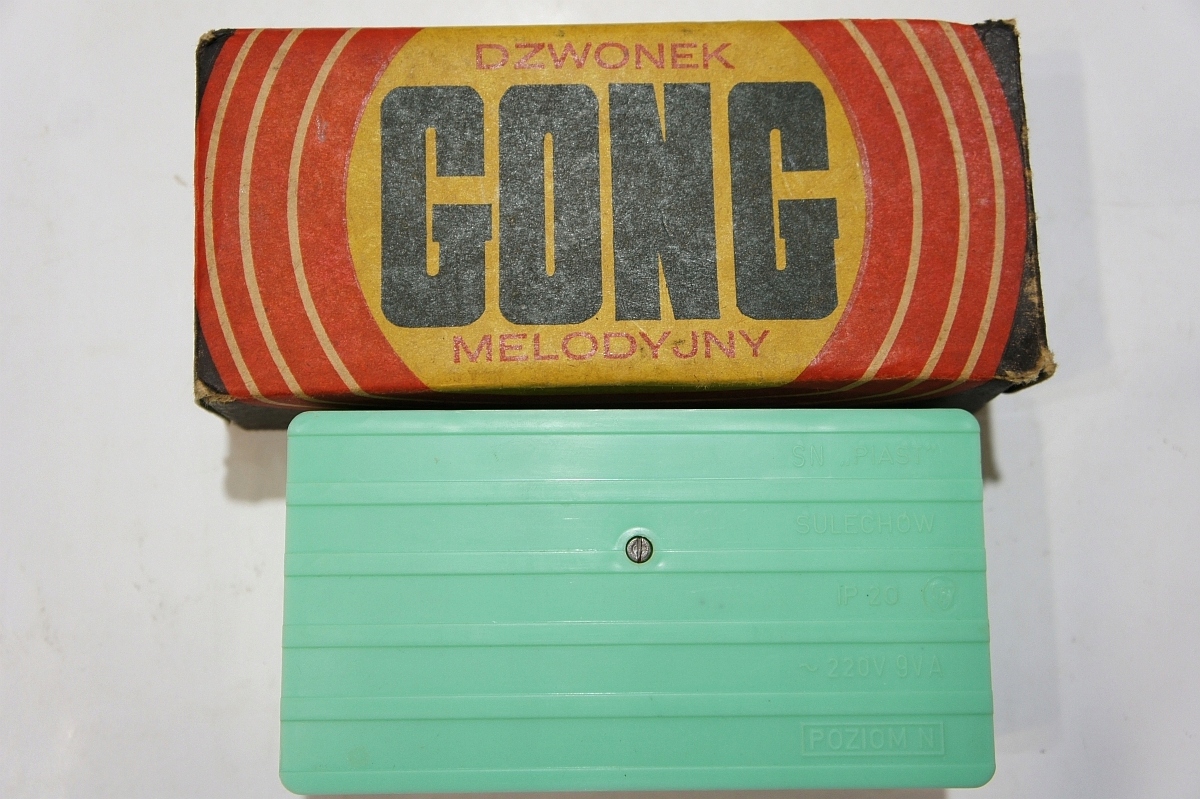 DZWONEK
GONG
MELODYJNY
SN „PIAST”
SULECHÓW
IP 20
~ 220V 9VA
POZIOM N